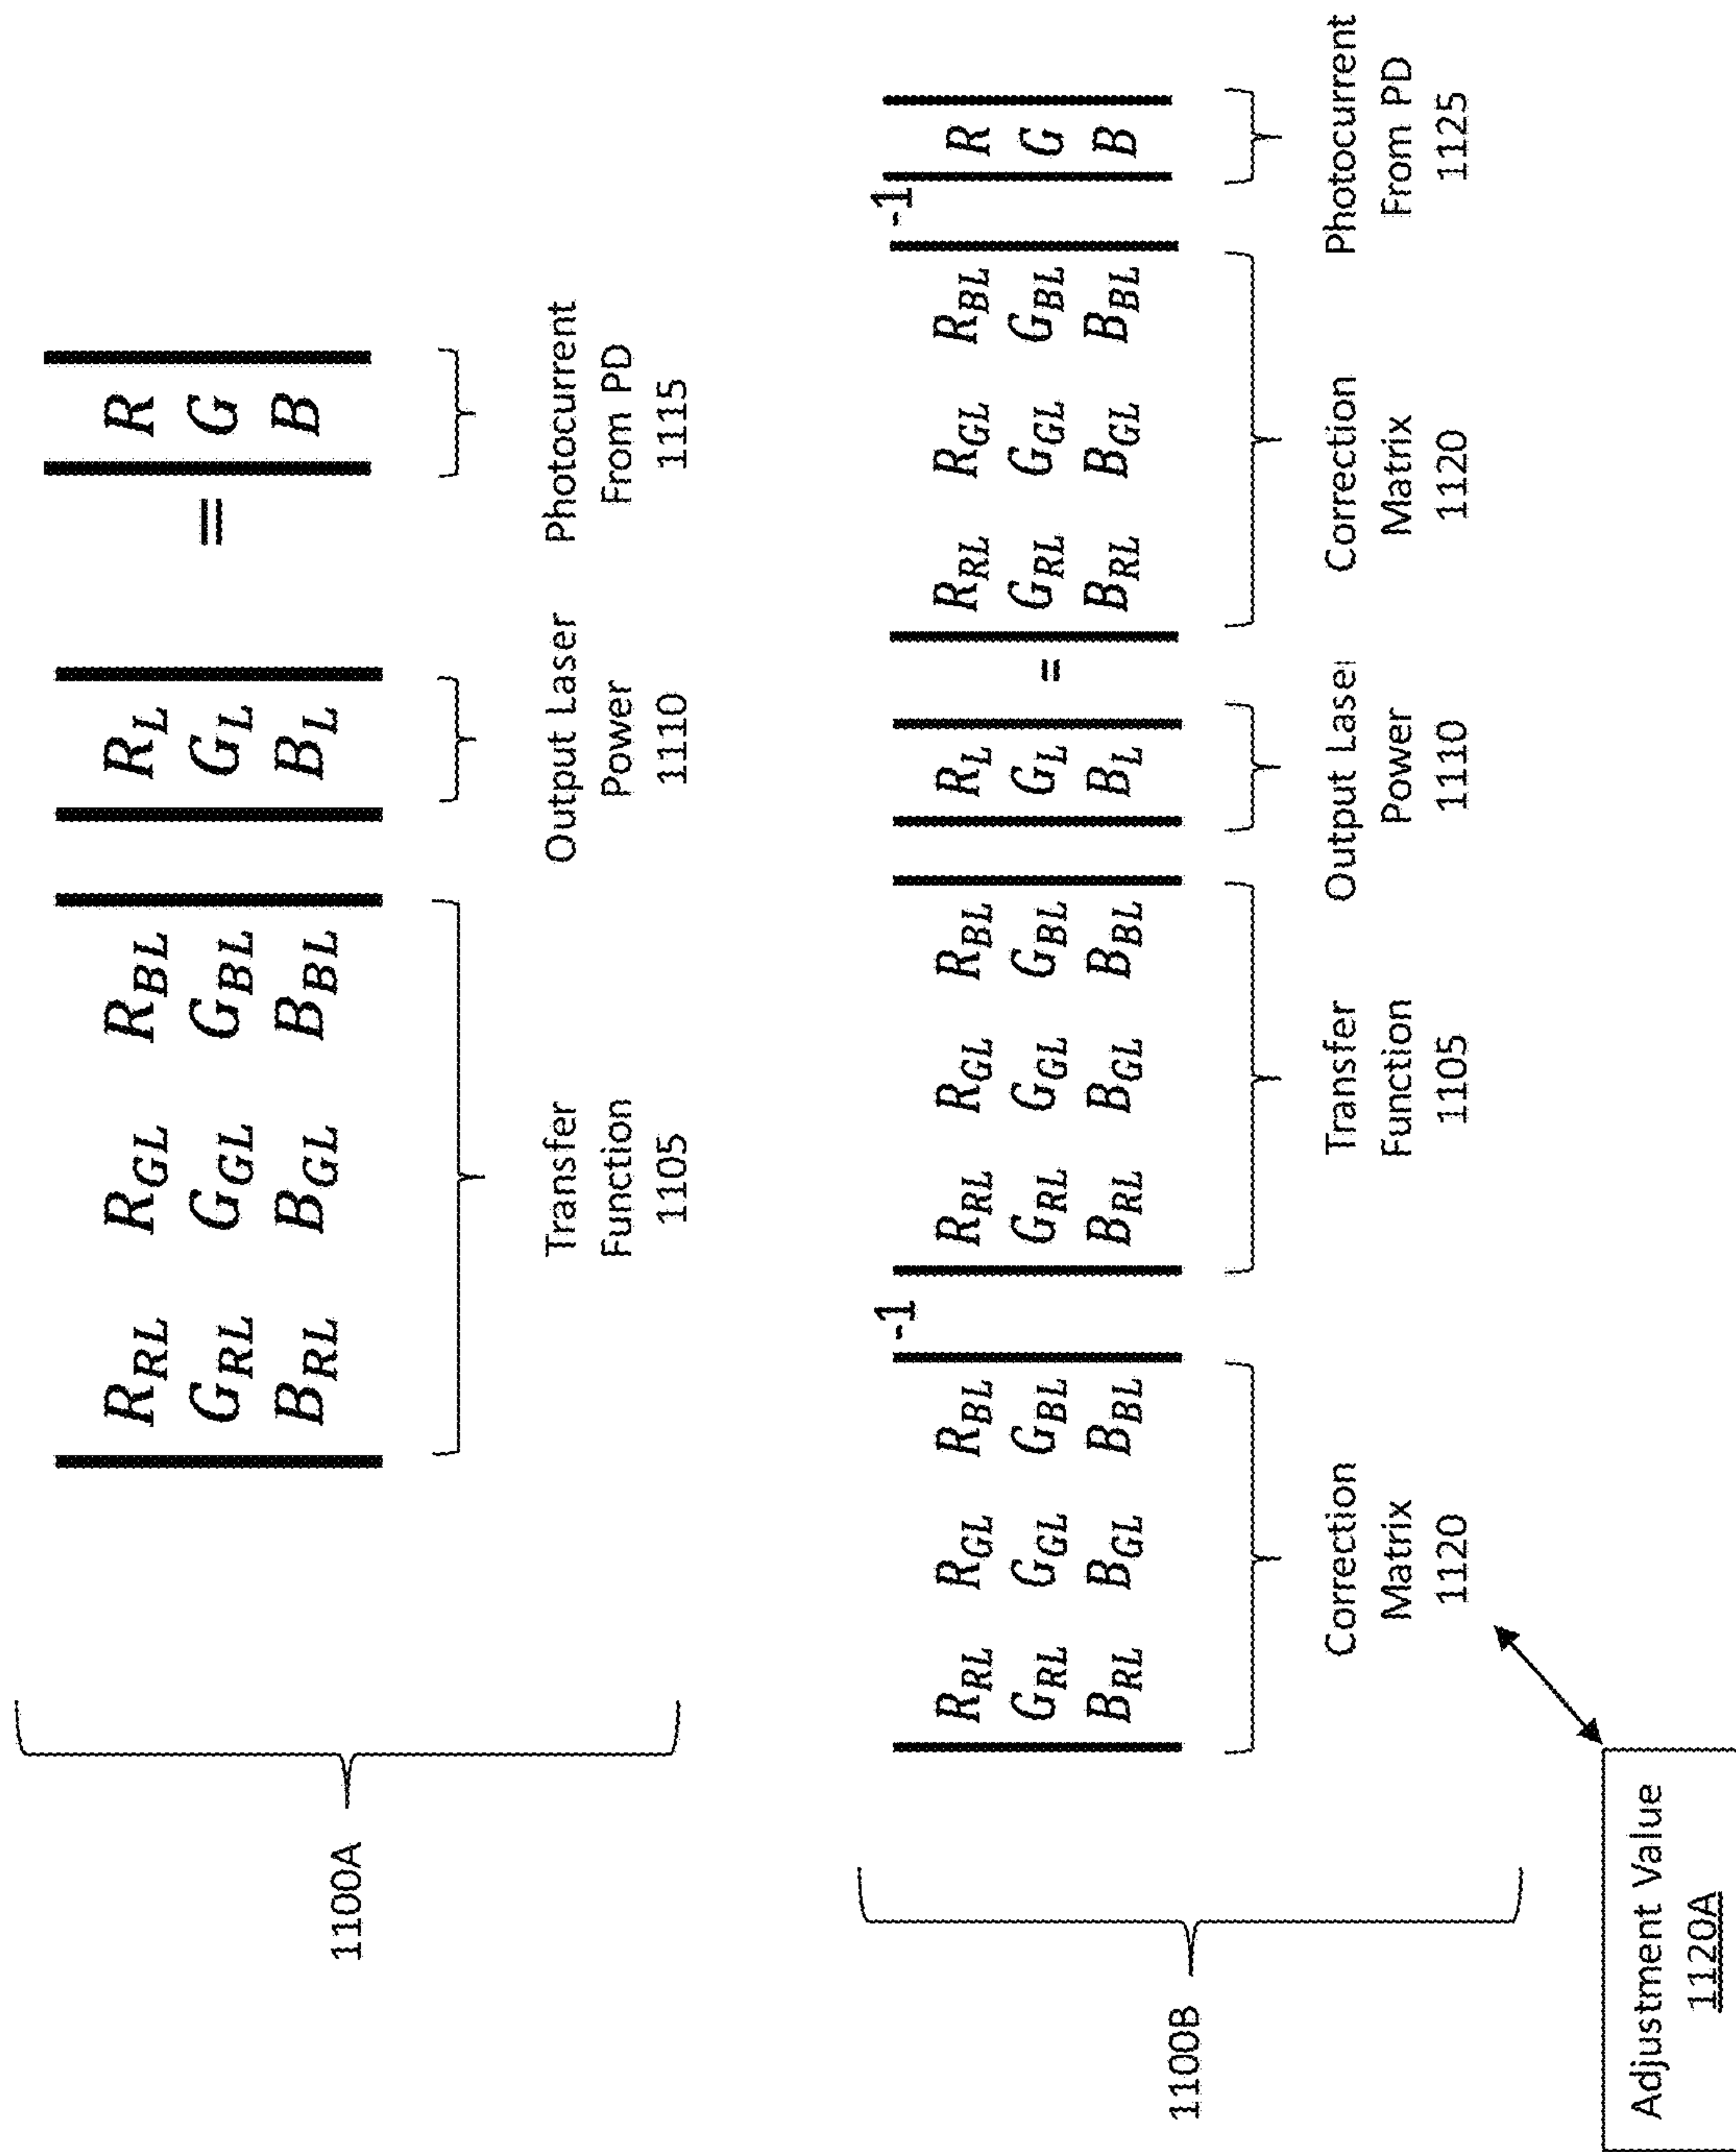 R_RL R_GL R_BL R_L R
G_RL G_GL G_BL G_L = G
B_RL B_GL B_BL B_L B
1100A
Transfer Output Laser Photocurrent
Function Power From PD
1105 1110 1115
-1 -1
R_RL R_GL R_BL R_RL R_GL R_BL R_L R_RL R_GL R_BL R
G_RL G_GL G_BL G_RL G_GL G_BL G_L G_RL G_GL G_BL G
B_RL B_GL B_BL B_RL B_GL B_BL B_L = B_RL B_GL B_BL B
1100B
Correction Transfer Output Laser Correction Photocurrent
Matrix Function Power Matrix From PD
1120 1105 1110 1120 1125
Adjustment Value
1120A